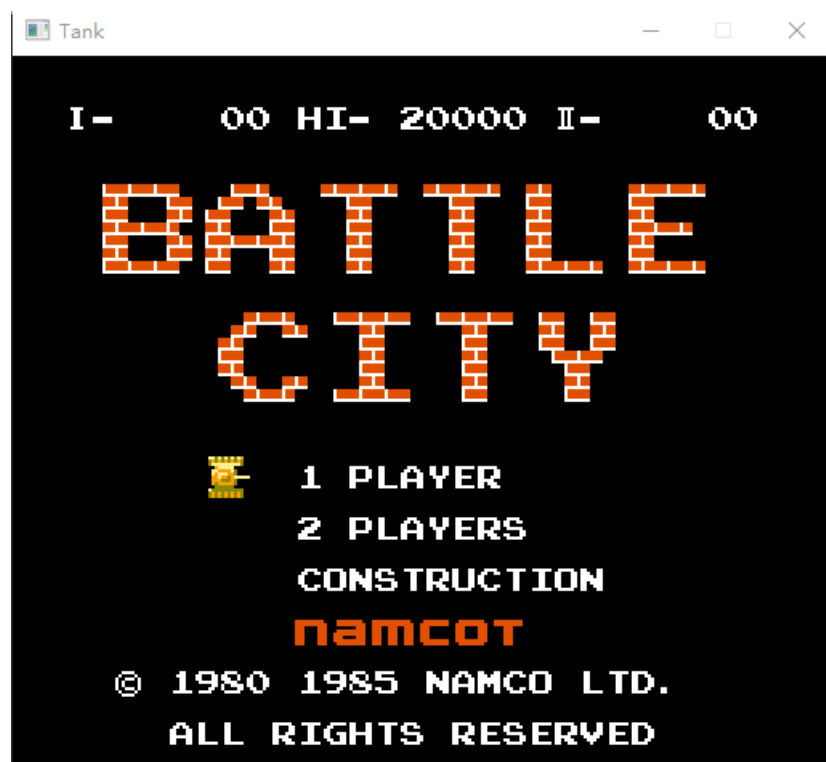 Tank
I- 00 HI- 20000 II- 00
BATTLE
CITY
1 PLAYER
2 PLAYERS
CONSTRUCTION
namcot
© 1980 1985 NAMCO LTD.
ALL RIGHTS RESERVED